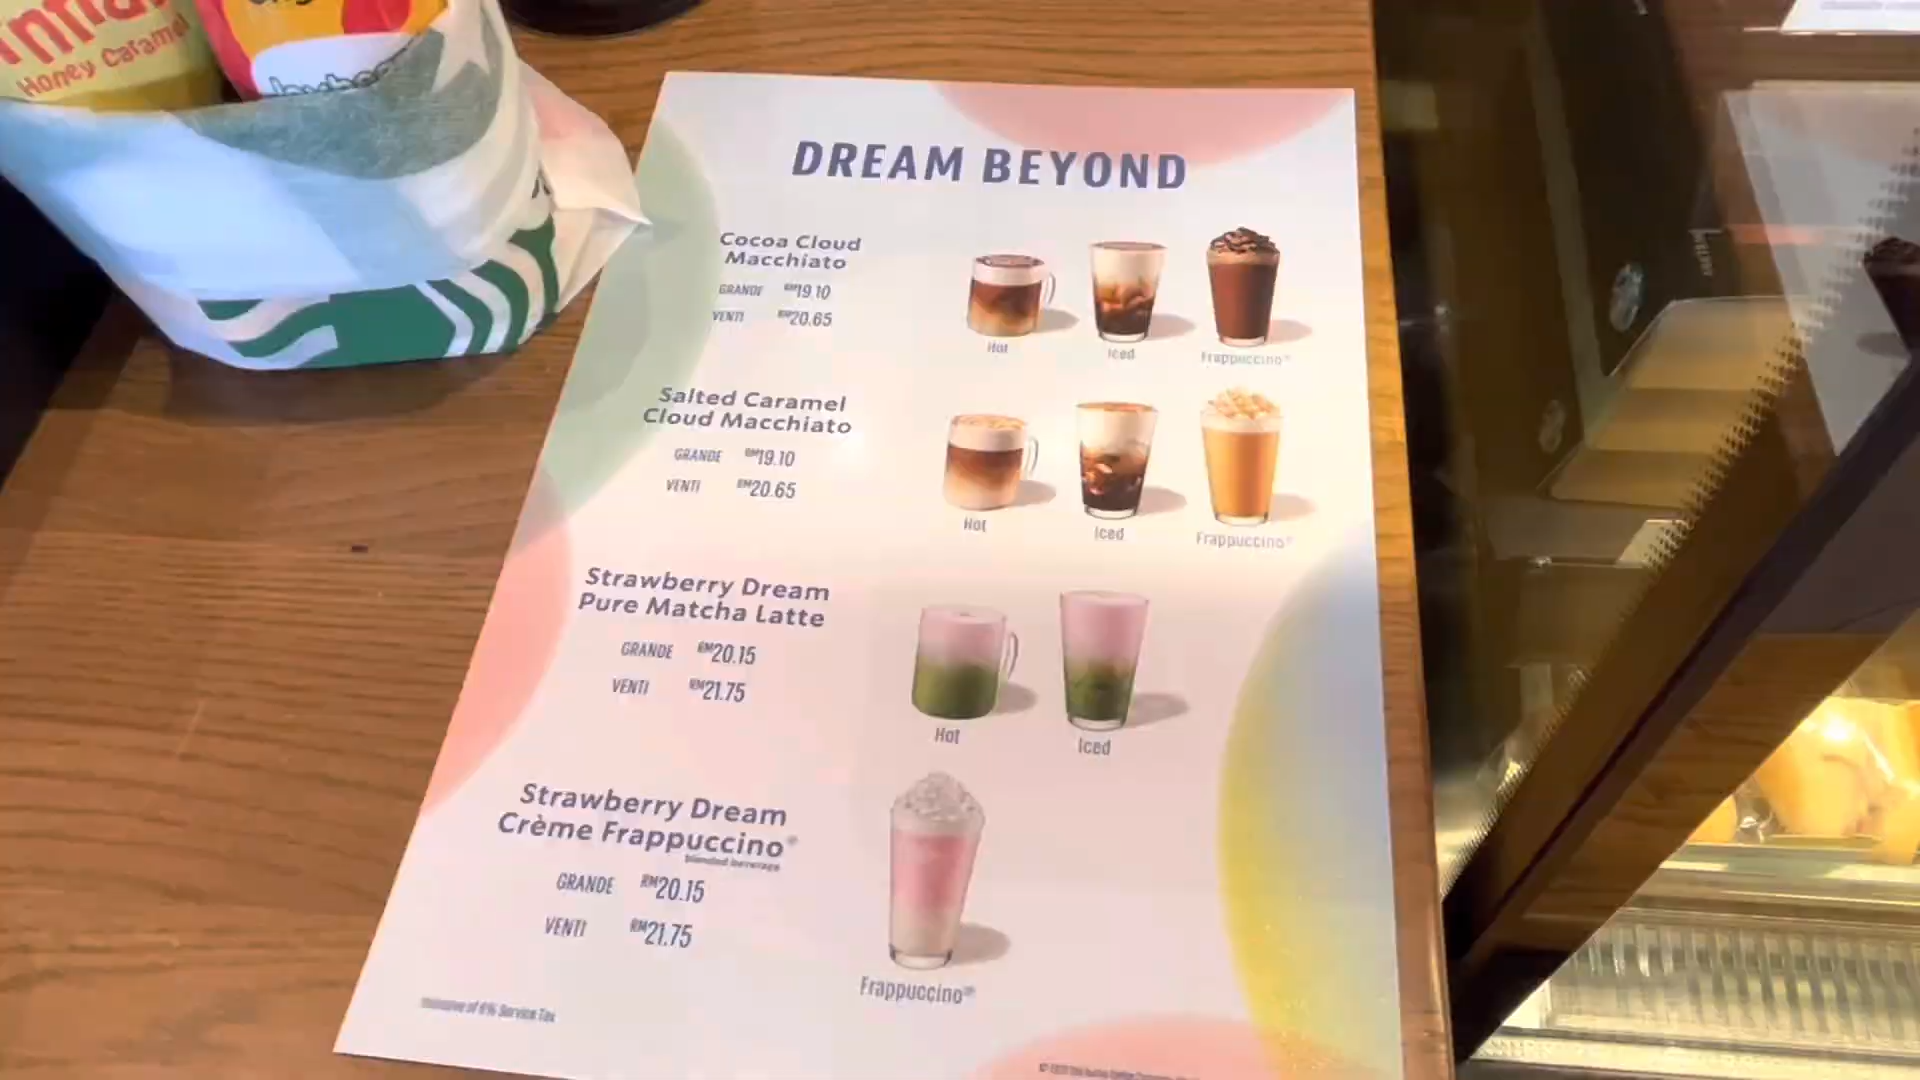 Honey Caramel
DREAM BEYOND
Cocoa Cloud
Macchiato
GRANDE RM19.10
VENTI RM20.65
Hot
Iced
Frappuccino®
Salted Caramel
Cloud Macchiato
GRANDE RM19.10
VENTI RM20.65
Hot
Iced
Frappuccino®
Strawberry Dream
Pure Matcha Latte
GRANDE RM20.15
VENTI RM21.75
Hot
Iced
Strawberry Dream
Crème Frappuccino®
blended beverage
GRANDE RM20.15
VENTI RM21.75
Frappuccino®
Inclusive of 6% Service Tax